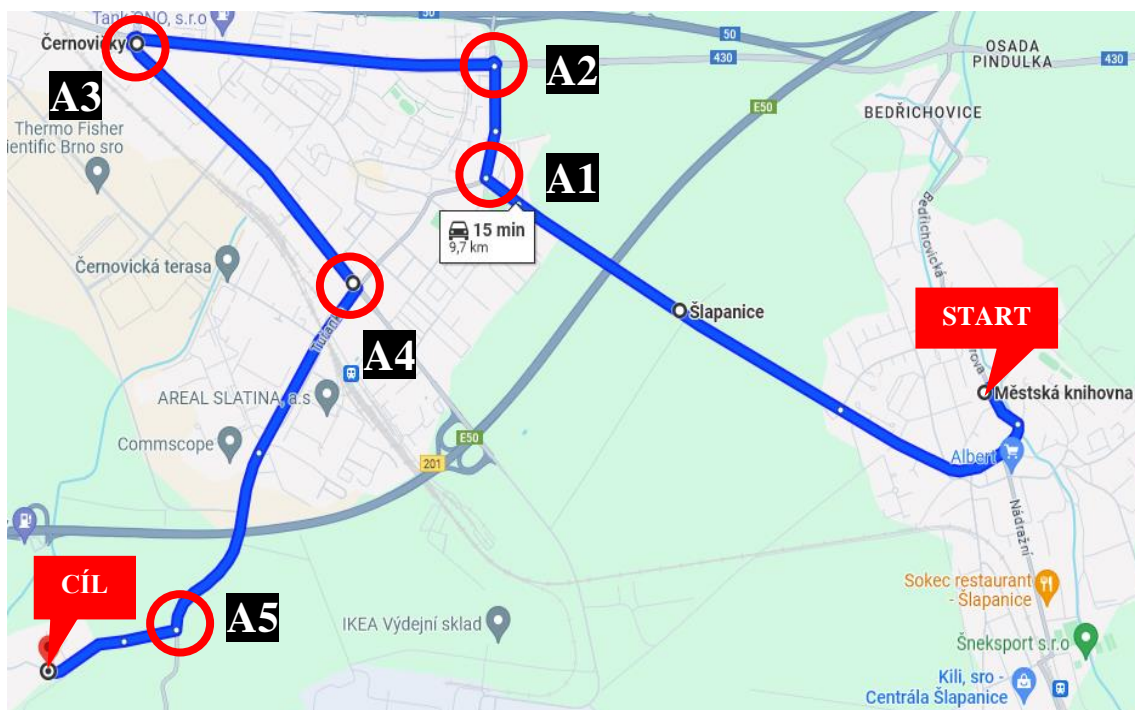 Tank ONO, s.r.o
50
50
Černovičky
OSADA
PINDULKA
430
430
A2
A3
E50
BEDŘICHOVICE
Thermo Fisher
ientific Brno sro
A1
Bedřichovická
15 min
9,7 km
Černovická terasa
Šlapanice
START
Tuřanka
A4
Městská knihovna
AREAL SLATINA, a.s.
Commscope
E50
201
Albert
Nádražní
CÍL
Sokec restaurant
- Šlapanice
A5
IKEA Výdejní sklad
Šneksport s.r.o
Kili, sro -
Centrála Šlapanice